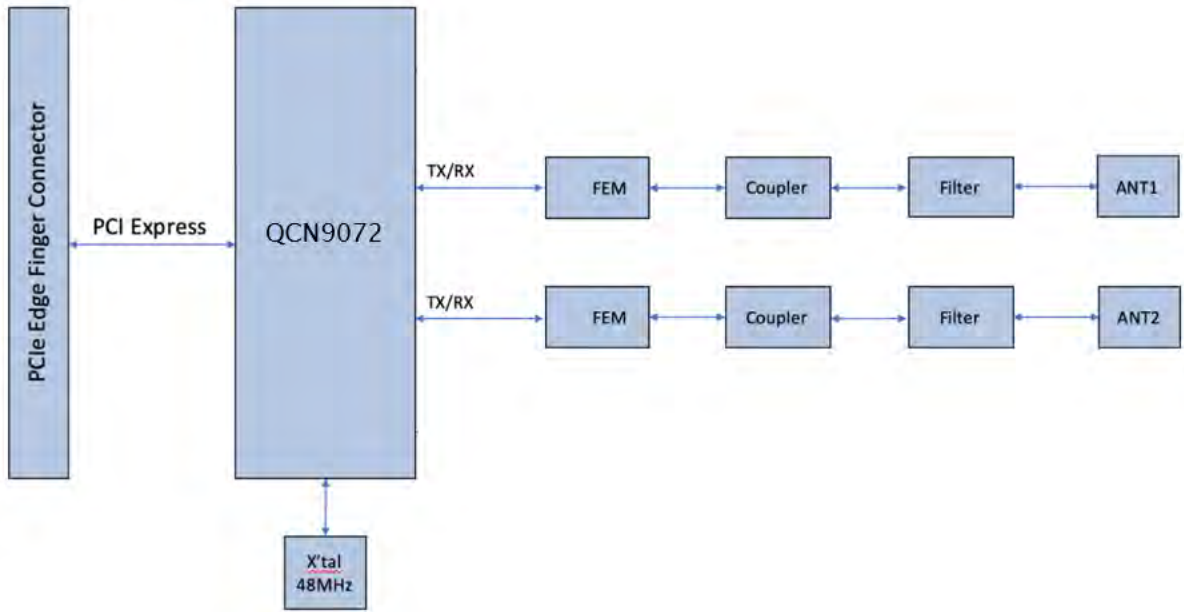 PCIe Edge Finger Connector
PCI Express
QCN9072
TX/RX
FEM
Coupler
Filter
ANT1
TX/RX
FEM
Coupler
Filter
ANT2
X'tal
48MHz